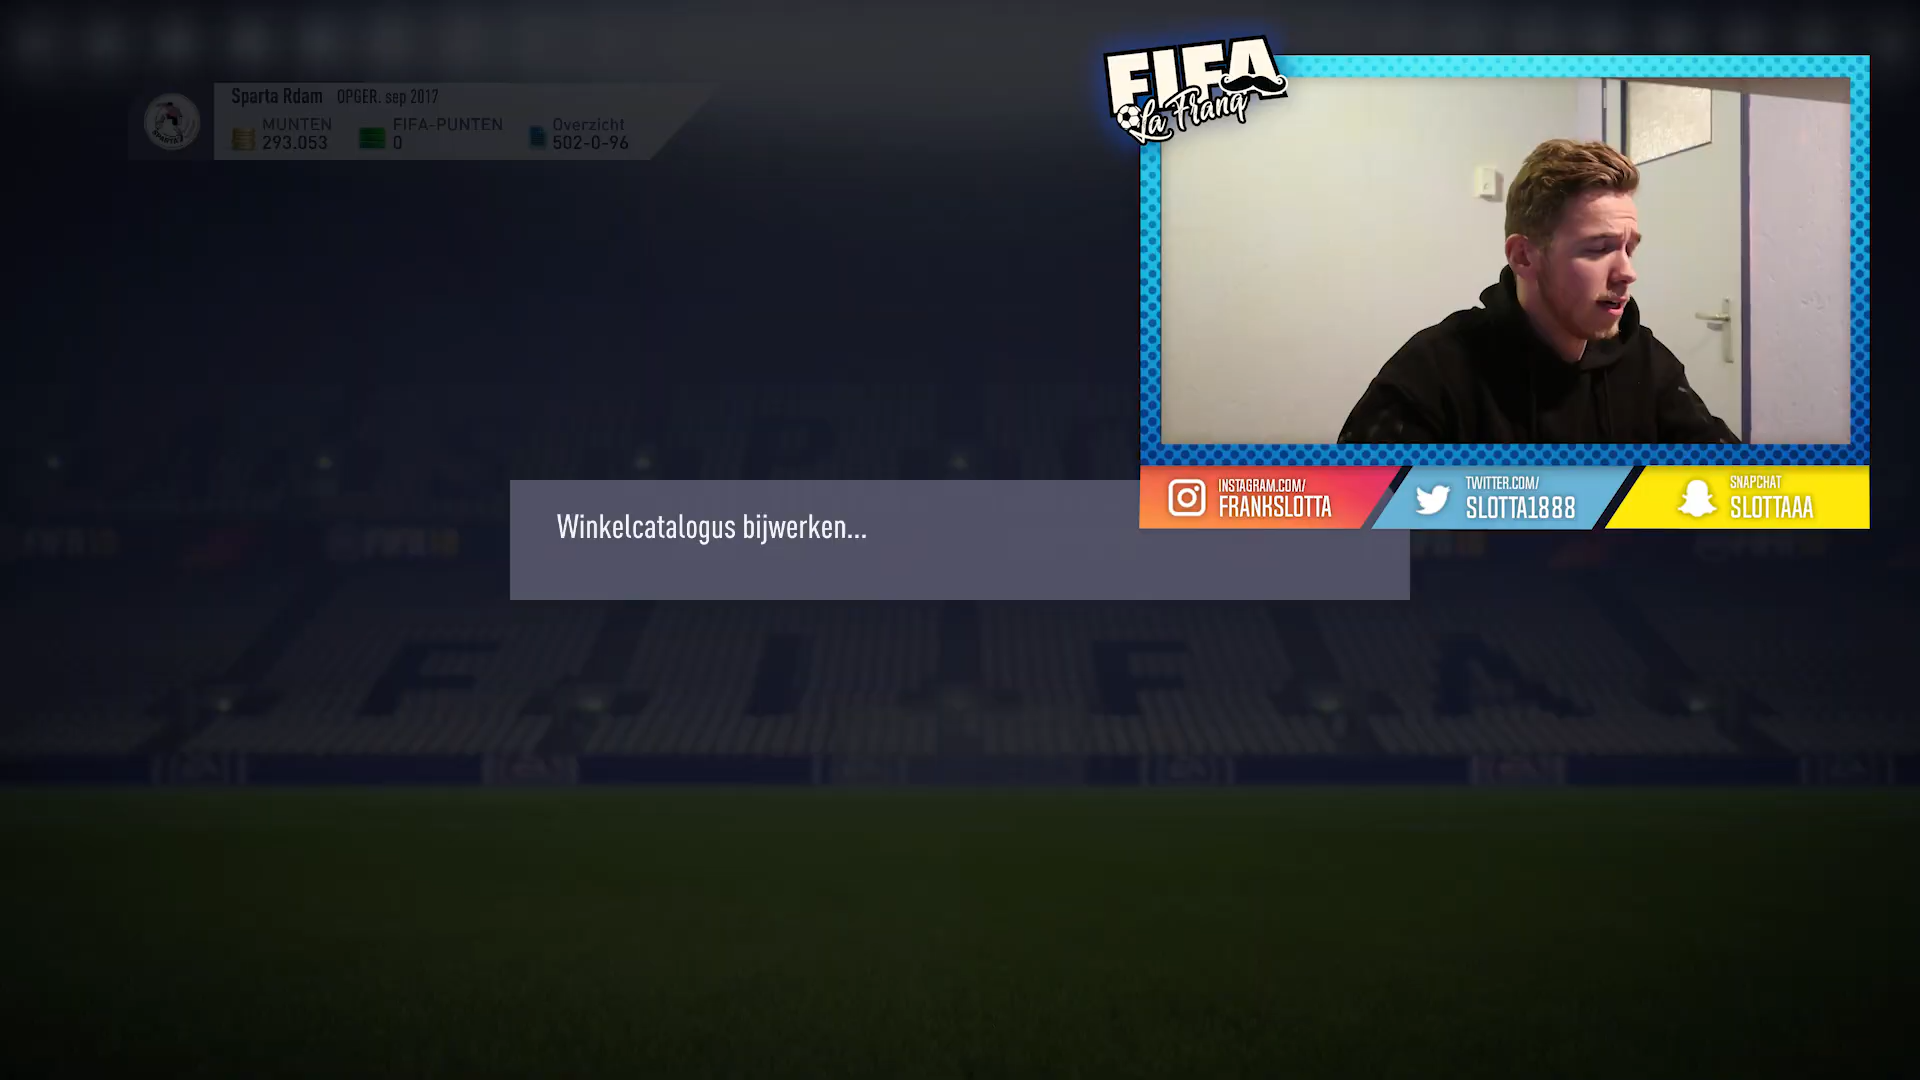 Sparta Rdam OPGER. sep 2017
MUNTEN
293.053
FIFA-PUNTEN
0
Overzicht
502-0-96
FIFA
La Franq
Winkelcatalogus bijwerken...
INSTAGRAM.COM/
FRANKSLOTTA
TWITTER.COM/
SLOTTA1888
SNAPCHAT
SLOTTAAA
FIFA